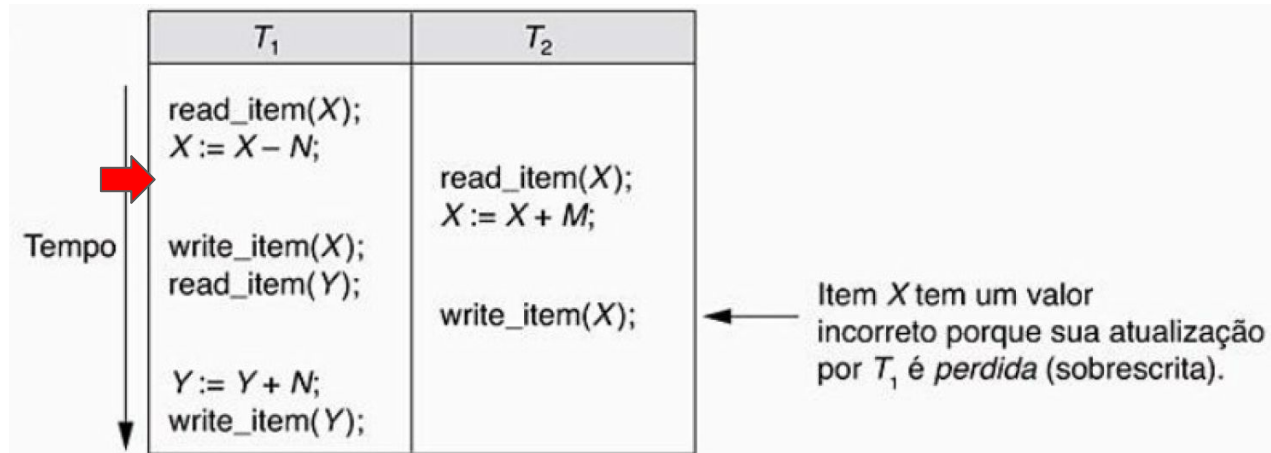 T₁ T₂
read_item(X);
X := X – N;
read_item(X);
X := X + M;
Tempo
write_item(X);
read_item(Y);
write_item(X);
Item X tem um valor
incorreto porque sua atualização
por T₁ é perdida (sobrescrita).
Y := Y + N;
write_item(Y);